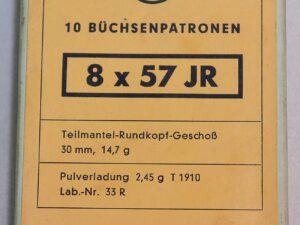 10 BÜCHSENPATRONEN
8 x 57 JR
Teilmantel-Rundkopf-Geschoß
30 mm, 14,7 g
Pulverladung 2,45 g T 1910
Lab.-Nr. 33 R